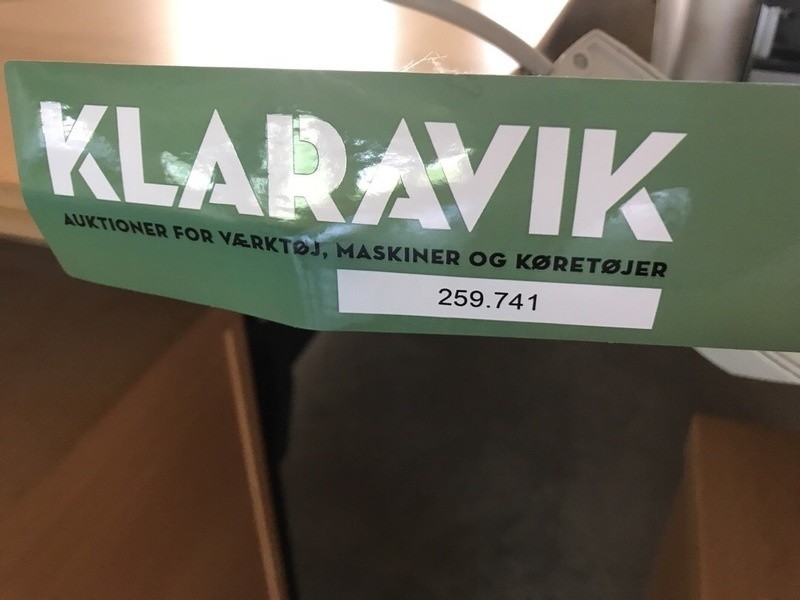 KLARAVIK
AUKTIONER FOR VÆRKTØJ, MASKINER OG KØRETØJER
259.741